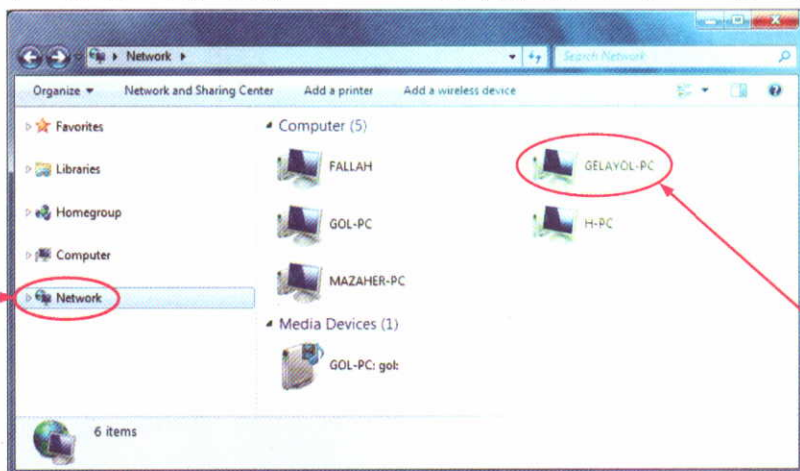 Network
Search Network
Organize
Network and Sharing Center
Add a printer
Add a wireless device
Favorites
Libraries
Homegroup
Computer
Network
Computer (5)
FALLAH
GELAYOL-PC
GOL-PC
H-PC
MAZAHER-PC
Media Devices (1)
GOL-PC: gol:
6 items